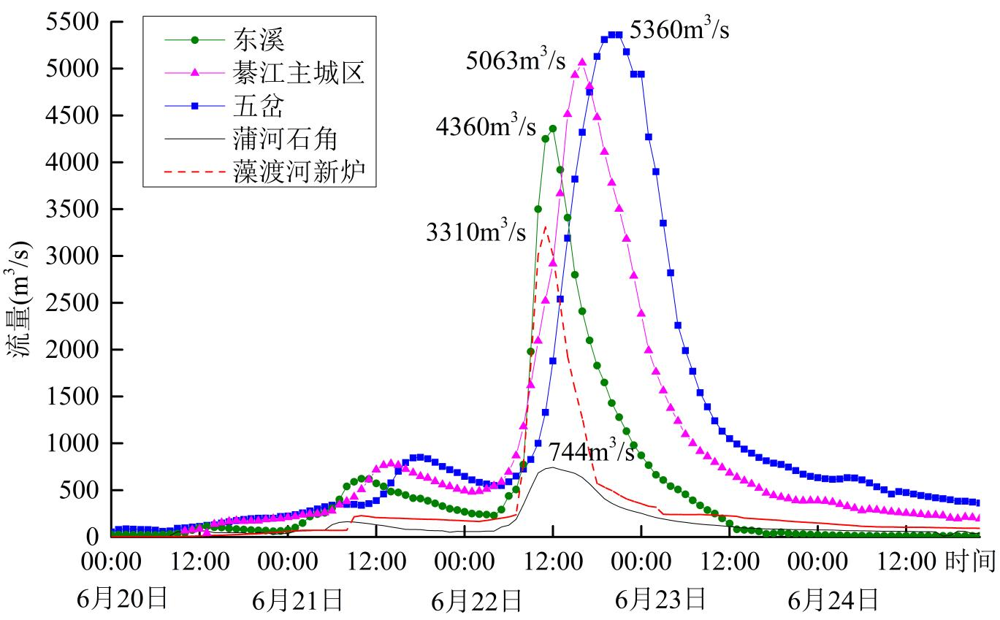 5500
5000
4500
4000
3500
3000
2500
2000
1500
1000
500
0
流量(m³/s)
东溪
綦江主城区
五岔
蒲河石角
藻渡河新炉
5360m³/s
5063m³/s
4360m³/s
3310m³/s
744m³/s
00:00 12:00 00:00 12:00 00:00 12:00 00:00 12:00 00:00 12:00 时间
6月20日 6月21日 6月22日 6月23日 6月24日